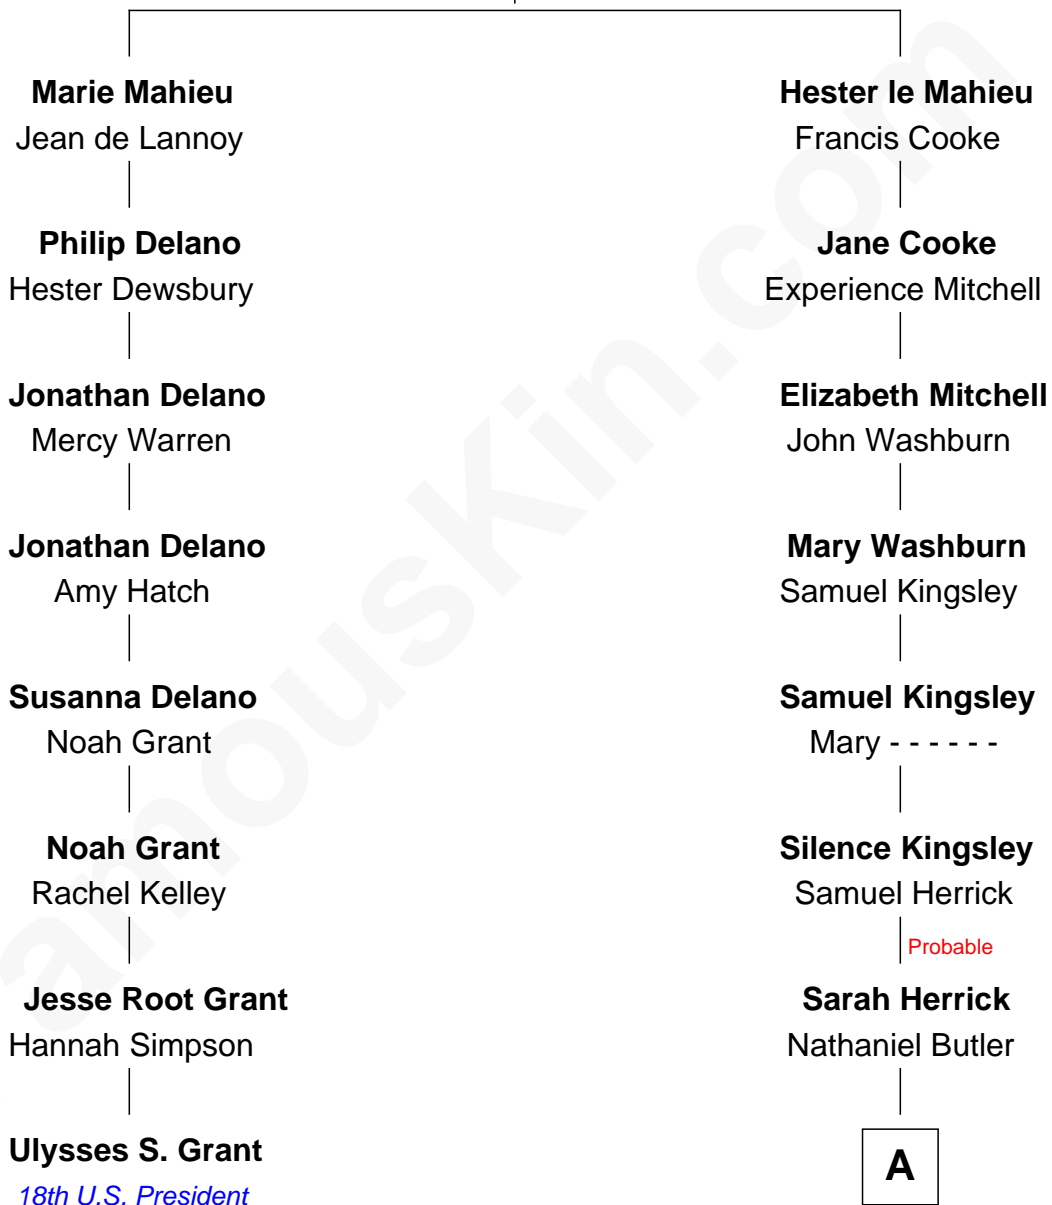 Marie Mahieu
Jean de Lannoy
Philip Delano
Hester Dewsbury
Jonathan Delano
Mercy Warren
Jonathan Delano
Amy Hatch
Susanna Delano
Noah Grant
Noah Grant
Rachel Kelley
Jesse Root Grant
Hannah Simpson
Ulysses S. Grant
18th U.S. President
Hester le Mahieu
Francis Cooke
Jane Cooke
Experience Mitchell
Elizabeth Mitchell
John Washburn
Mary Washburn
Samuel Kingsley
Samuel Kingsley
Mary - - - - - -
Silence Kingsley
Samuel Herrick
Probable
Sarah Herrick
Nathaniel Butler
A
amousKin.com